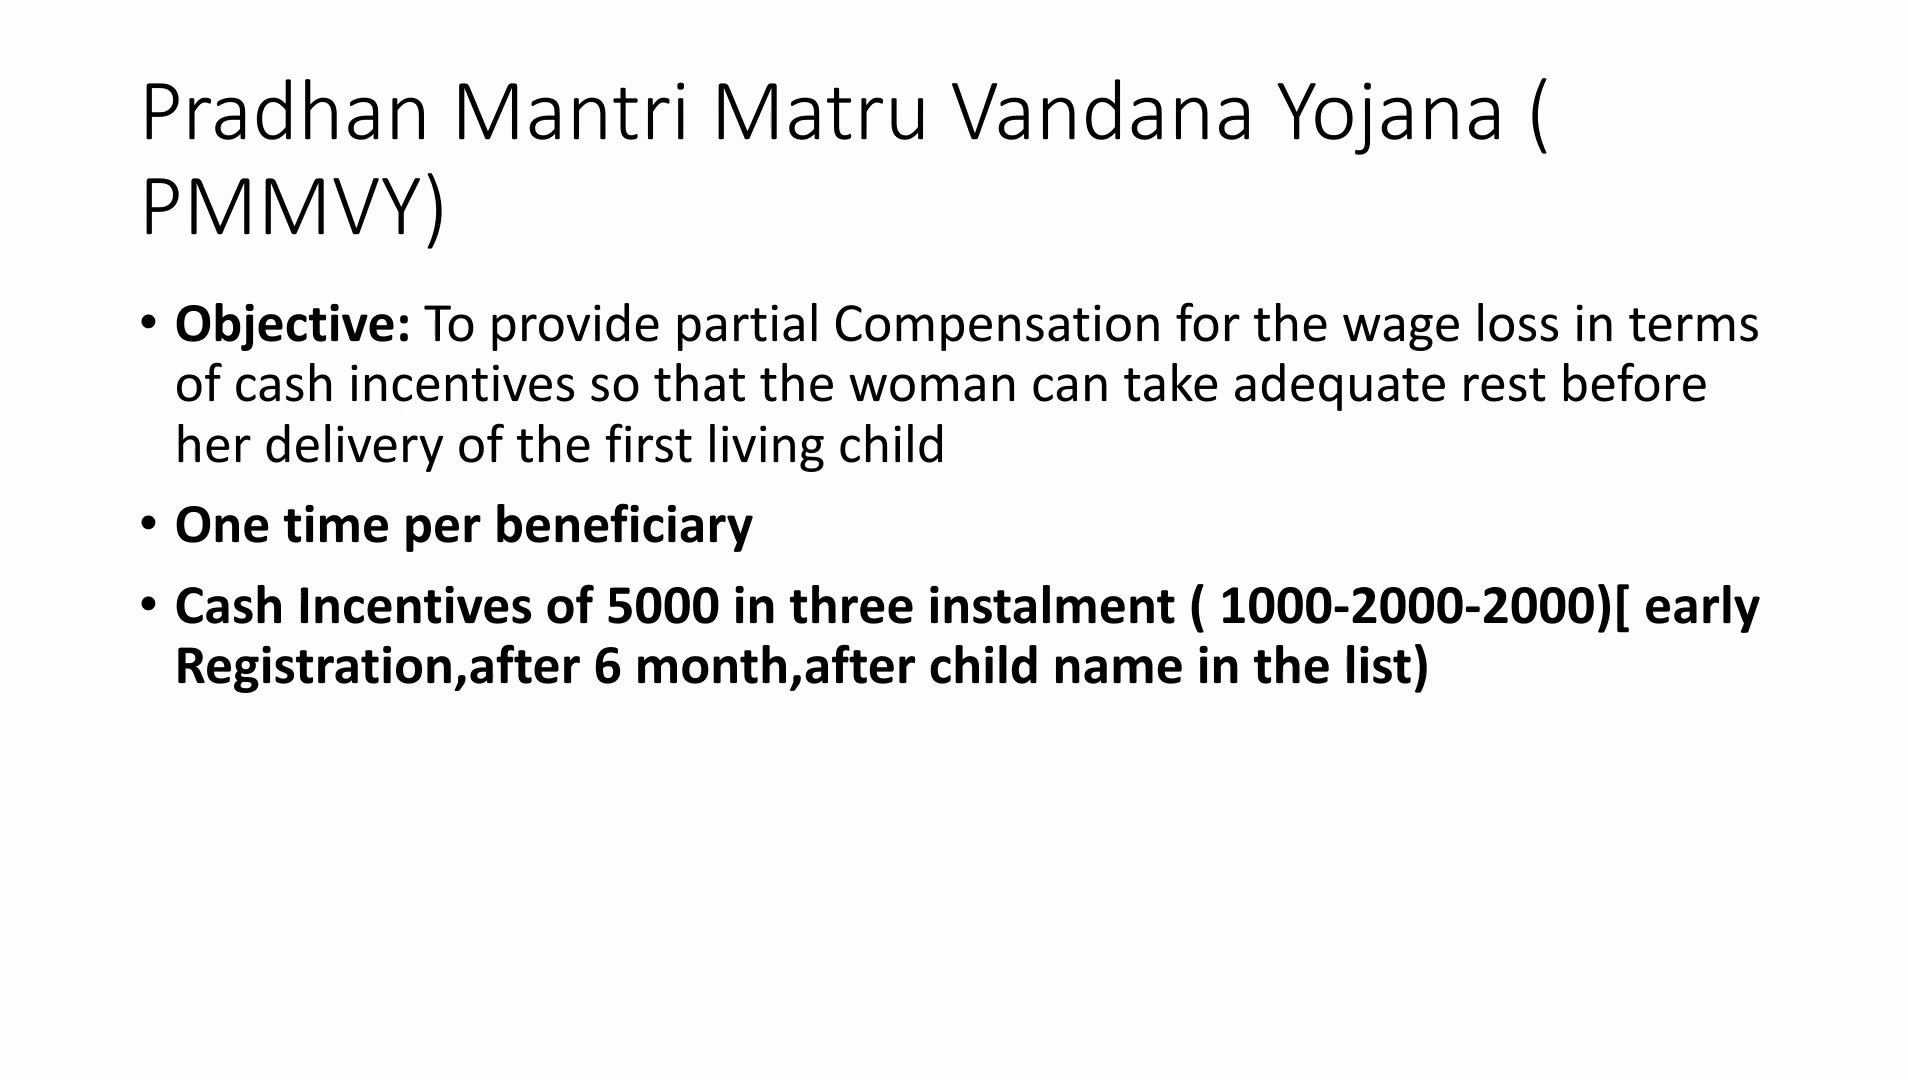 Pradhan Mantri Matru Vandana Yojana (
PMMVY)
• Objective: To provide partial Compensation for the wage loss in terms
of cash incentives so that the woman can take adequate rest before
her delivery of the first living child
• One time per beneficiary
• Cash Incentives of 5000 in three instalment ( 1000-2000-2000)[ early
Registration,after 6 month,after child name in the list)